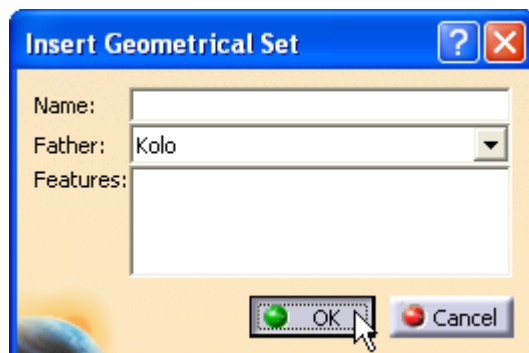 Insert Geometrical Set
Name:
Father: Kolo
Features:
OK Cancel